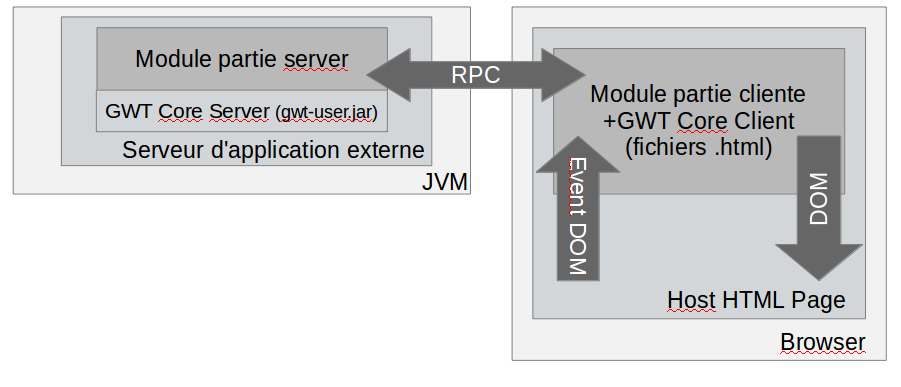 Module partie server
GWT Core Server (gwt-user.jar)
Serveur d'application externe
JVM
RPC
Module partie cliente
+GWT Core Client
(fichiers .html)
Event DOM
DOM
Host HTML Page
Browser